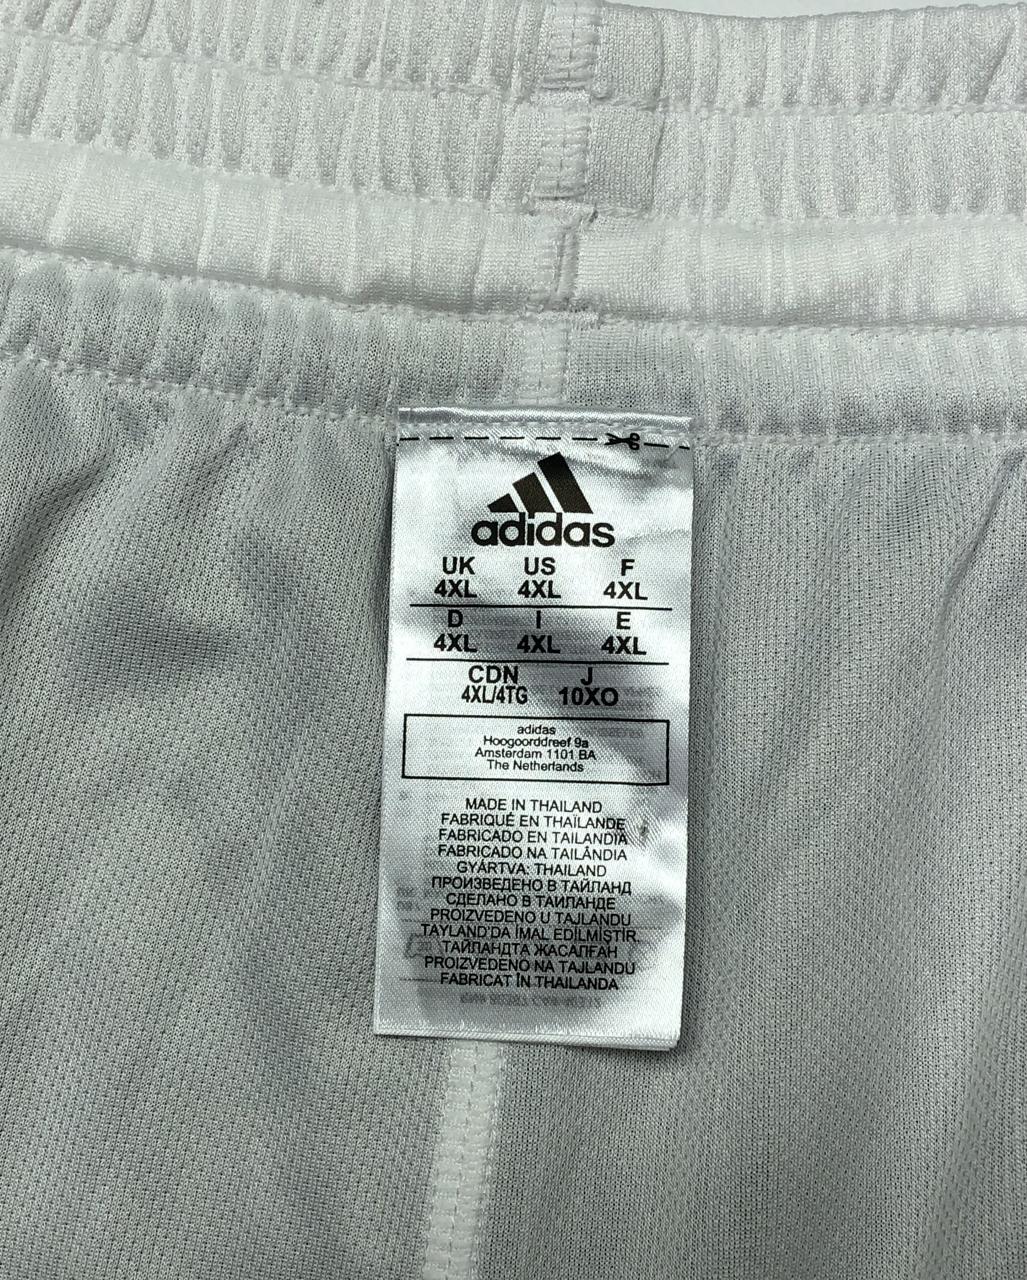 adidas
UK US F
4XL 4XL 4XL
D I E
4XL 4XL 4XL
CDN J
4XL/4TG 10XO
adidas
Hoogoorddreef 9a
Amsterdam 1101 BA
The Netherlands
MADE IN THAILAND
FABRIQUÉ EN THAÏLANDE
FABRICADO EN TAILANDIA
FABRICADO NA TAILÂNDIA
GYÁRTVA: THAILAND
ПРОИЗВЕДЕНО В ТАЙЛАНД
СДЕЛАНО В ТАИЛАНДЕ
PROIZVEDENO U TAJLANDU
TAYLAND'DA İMAL EDİLMİŞTİR.
ТАЙЛАНДТА ЖАСАЛҒАН
PROIZVEDENO NA TAJLANDU
FABRICAT ÎN THAILANDA